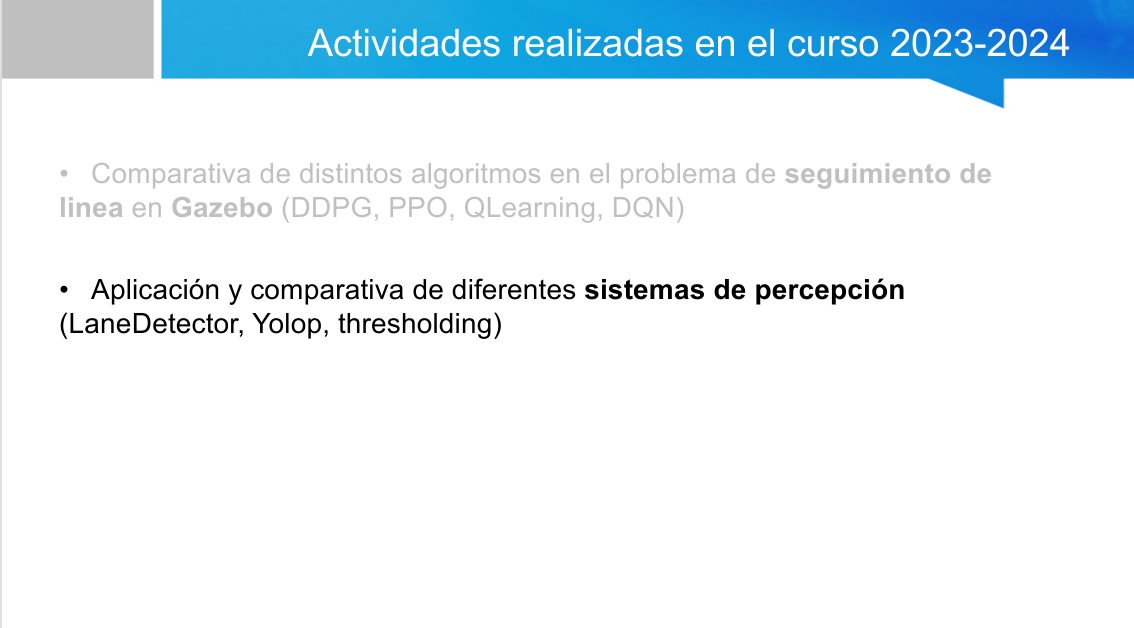 Actividades realizadas en el curso 2023-2024
• Comparativa de distintos algoritmos en el problema de seguimiento de
linea en Gazebo (DDPG, PPO, QLearning, DQN)
• Aplicación y comparativa de diferentes sistemas de percepción
(LaneDetector, Yolop, thresholding)